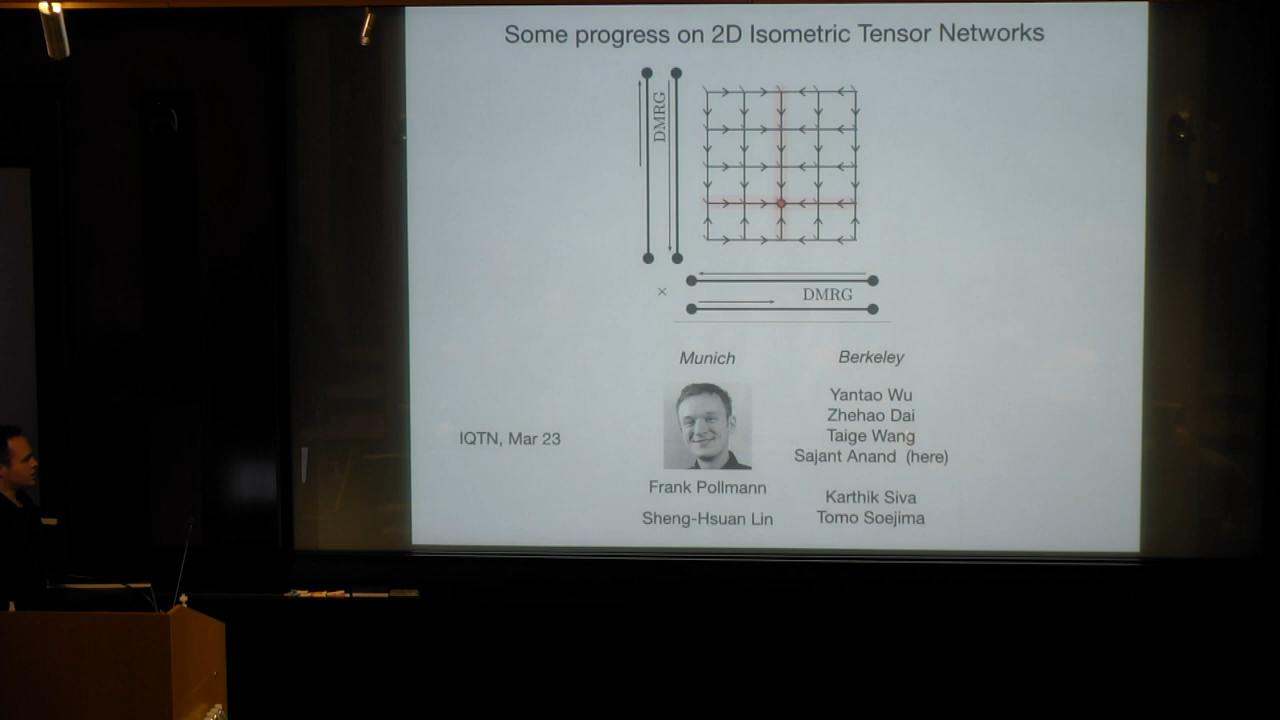 Some progress on 2D Isometric Tensor Networks
DMRG
×
DMRG
Munich
Berkeley
Yantao Wu
Zhehao Dai
Taige Wang
Sajant Anand (here)
IQTN, Mar 23
Frank Pollmann
Karthik Siva
Sheng-Hsuan Lin
Tomo Soejima